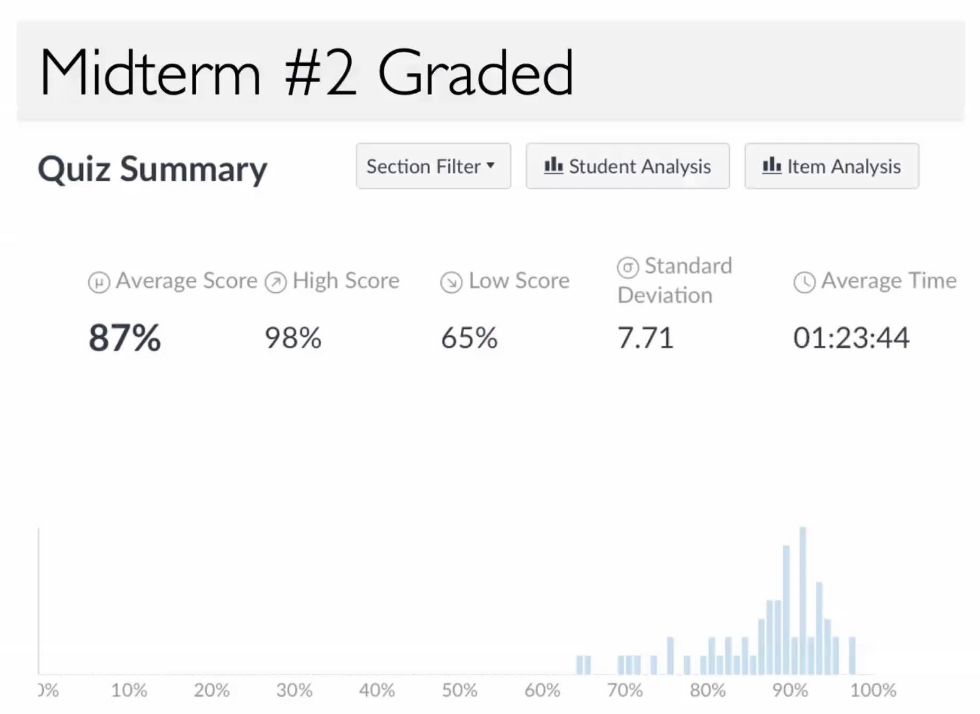 Midterm #2 Graded
Quiz Summary
Section Filter
Student Analysis
Item Analysis
μ Average Score
High Score
Low Score
σ Standard
Deviation
Average Time
87%
98%
65%
7.71
01:23:44
0%
10%
20%
30%
40%
50%
60%
70%
80%
90%
100%